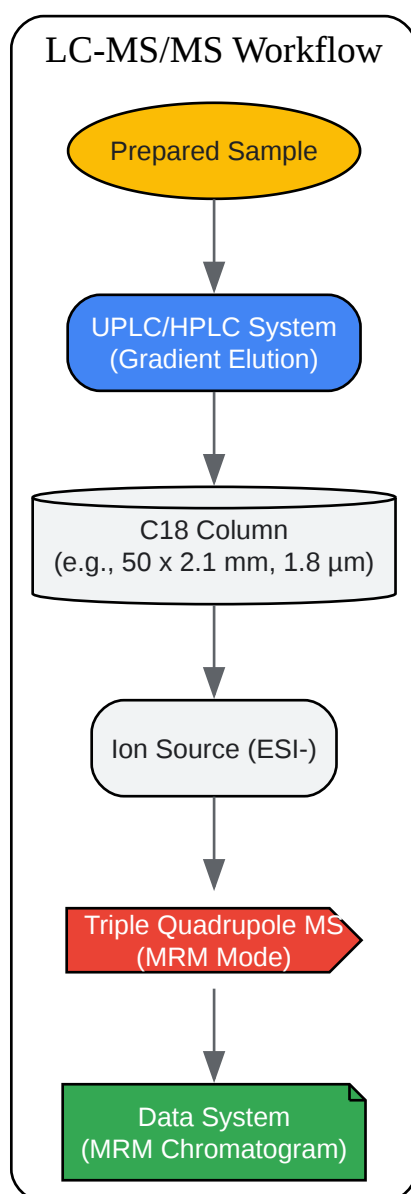 LC-MS/MS Workflow
Prepared Sample
UPLC/HPLC System
(Gradient Elution)
C18 Column
(e.g., 50 x 2.1 mm, 1.8 µm)
Ion Source (ESI-)
Triple Quadrupole MS
(MRM Mode)
Data System
(MRM Chromatogram)